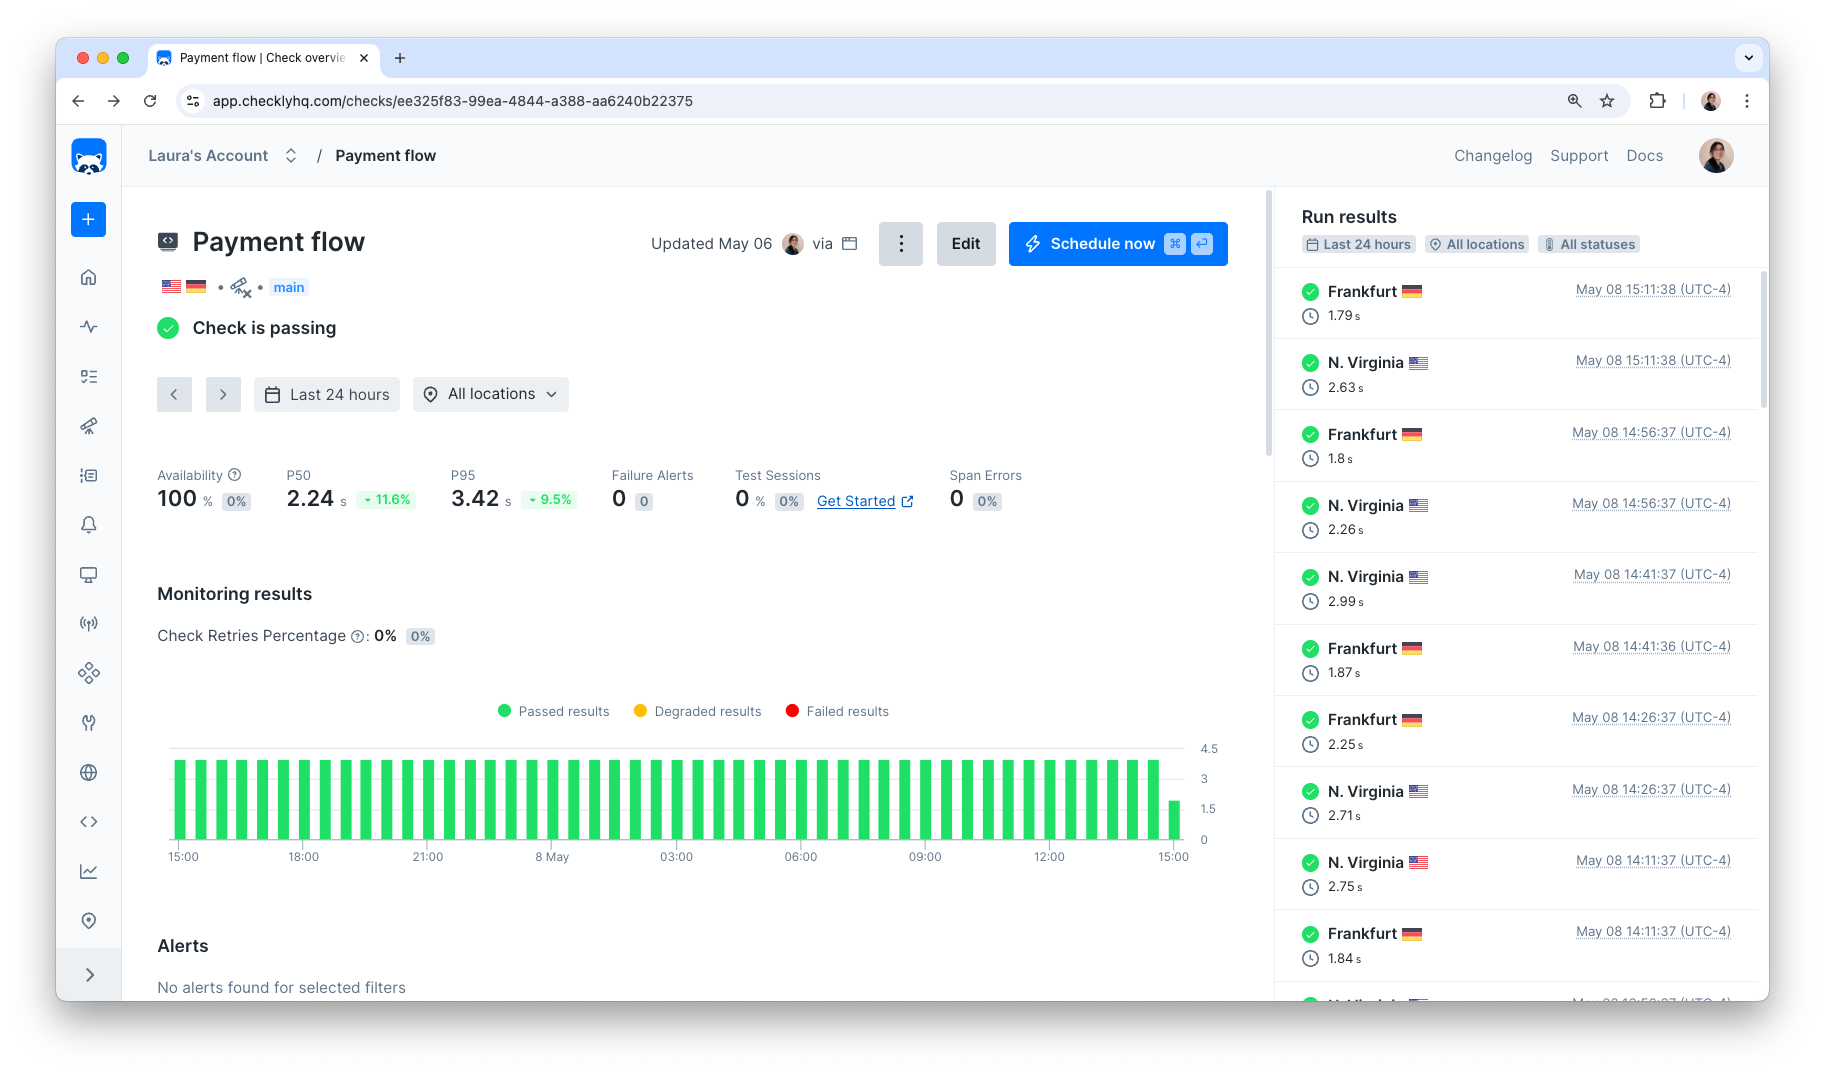 Payment flow | Check overvie
app.checklyhq.com/checks/ee325f83-99ea-4844-a388-aa6240b22375
Laura's Account / Payment flow
Changelog Support Docs
Payment flow
Updated May 06 via
Edit
Schedule now
main
Check is passing
Last 24 hours
All locations
Availability
100 % 0%
P50
2.24 s 11.6%
P95
3.42 s 9.5%
Failure Alerts
0 0
Test Sessions
0 % 0% Get Started
Span Errors
0 0%
Monitoring results
Check Retries Percentage : 0% 0%
Passed results Degraded results Failed results
4.5
3
1.5
0
15:00 18:00 21:00 8 May 03:00 06:00 09:00 12:00 15:00
Alerts
No alerts found for selected filters
Run results
Last 24 hours All locations All statuses
Frankfurt May 08 15:11:38 (UTC-4)
1.79 s
N. Virginia May 08 15:11:38 (UTC-4)
2.63 s
Frankfurt May 08 14:56:37 (UTC-4)
1.8 s
N. Virginia May 08 14:56:37 (UTC-4)
2.26 s
N. Virginia May 08 14:41:37 (UTC-4)
2.99 s
Frankfurt May 08 14:41:36 (UTC-4)
1.87 s
Frankfurt May 08 14:26:37 (UTC-4)
2.25 s
N. Virginia May 08 14:26:37 (UTC-4)
2.71 s
N. Virginia May 08 14:11:37 (UTC-4)
2.75 s
Frankfurt May 08 14:11:37 (UTC-4)
1.84 s